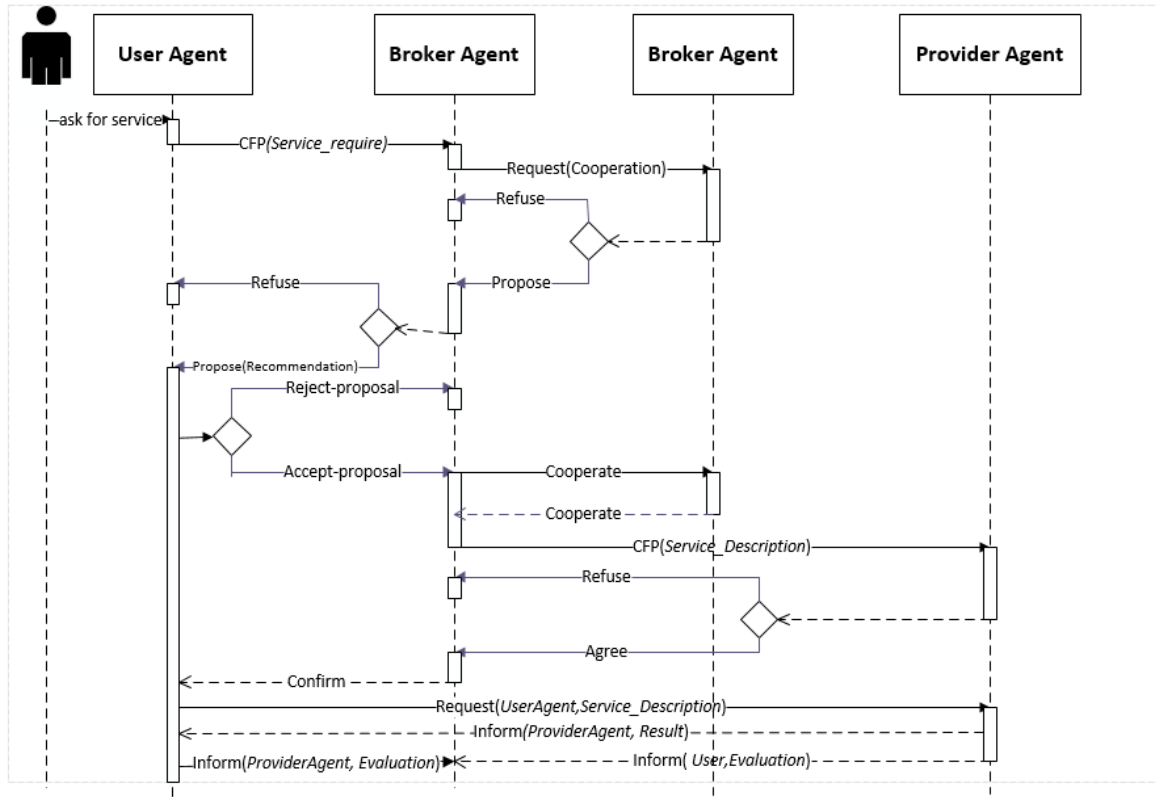 User Agent
Broker Agent
Broker Agent
Provider Agent
ask for service
CFP(Service_require)
Request(Cooperation)
Refuse
Propose
Refuse
Propose(Recommendation)
Reject-proposal
Accept-proposal
Cooperate
Cooperate
CFP(Service_Description)
Refuse
Agree
Confirm
Request(UserAgent,Service_Description)
Inform(ProviderAgent, Result)
Inform(ProviderAgent, Evaluation)
Inform( User,Evaluation)